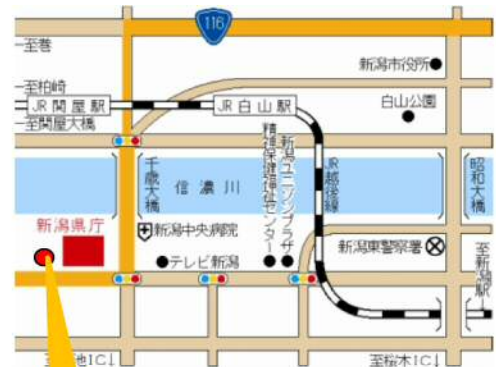 116
至巻
新潟市役所
至柏崎
JR関屋駅
JR白山駅
白山公園
至関屋大橋
千歳大橋
信濃川
精神保健福祉センター
新潟ユニゾンプラザ
JR越後線
昭和大橋
新潟県庁
新潟中央病院
テレビ新潟
新潟東警察署
至新潟駅↓
池IC↓
至桜木IC↓